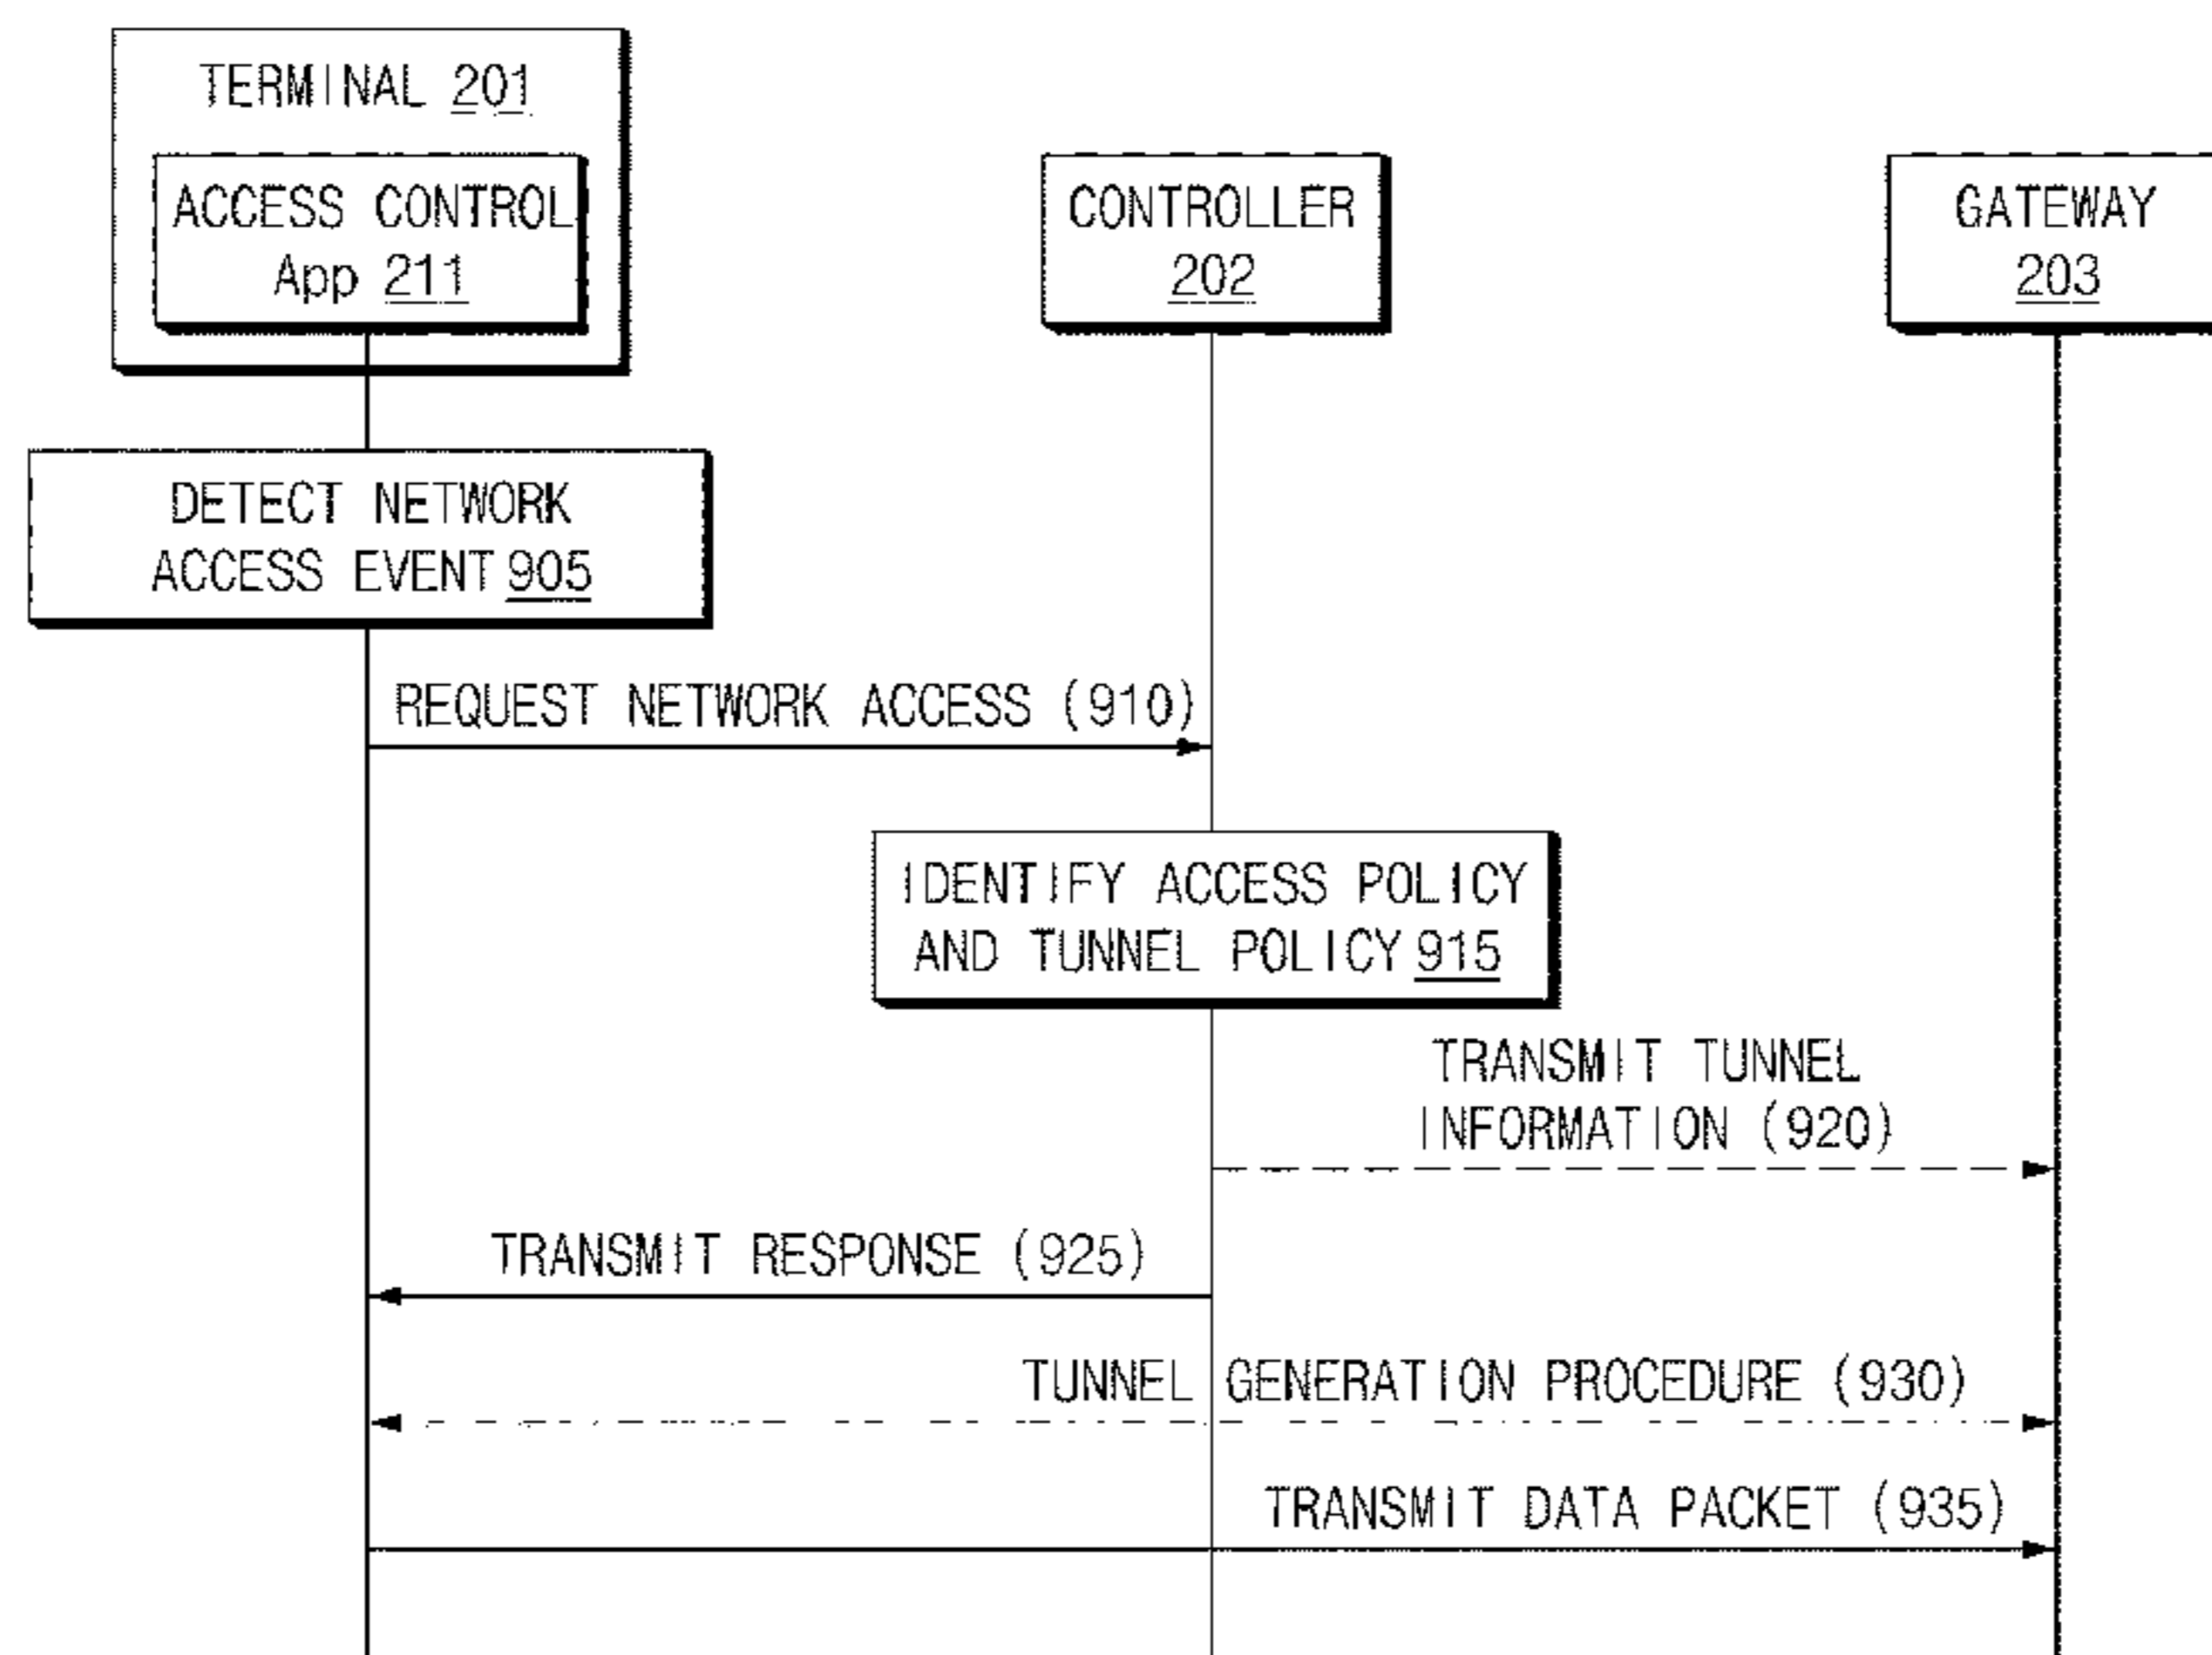 TERMINAL 201
ACCESS CONTROL
App 211
CONTROLLER
202
GATEWAY
203
DETECT NETWORK
ACCESS EVENT 905
REQUEST NETWORK ACCESS (910)
IDENTIFY ACCESS POLICY
AND TUNNEL POLICY 915
TRANSMIT TUNNEL
INFORMATION (920)
TRANSMIT RESPONSE (925)
TUNNEL GENERATION PROCEDURE (930)
TRANSMIT DATA PACKET (935)